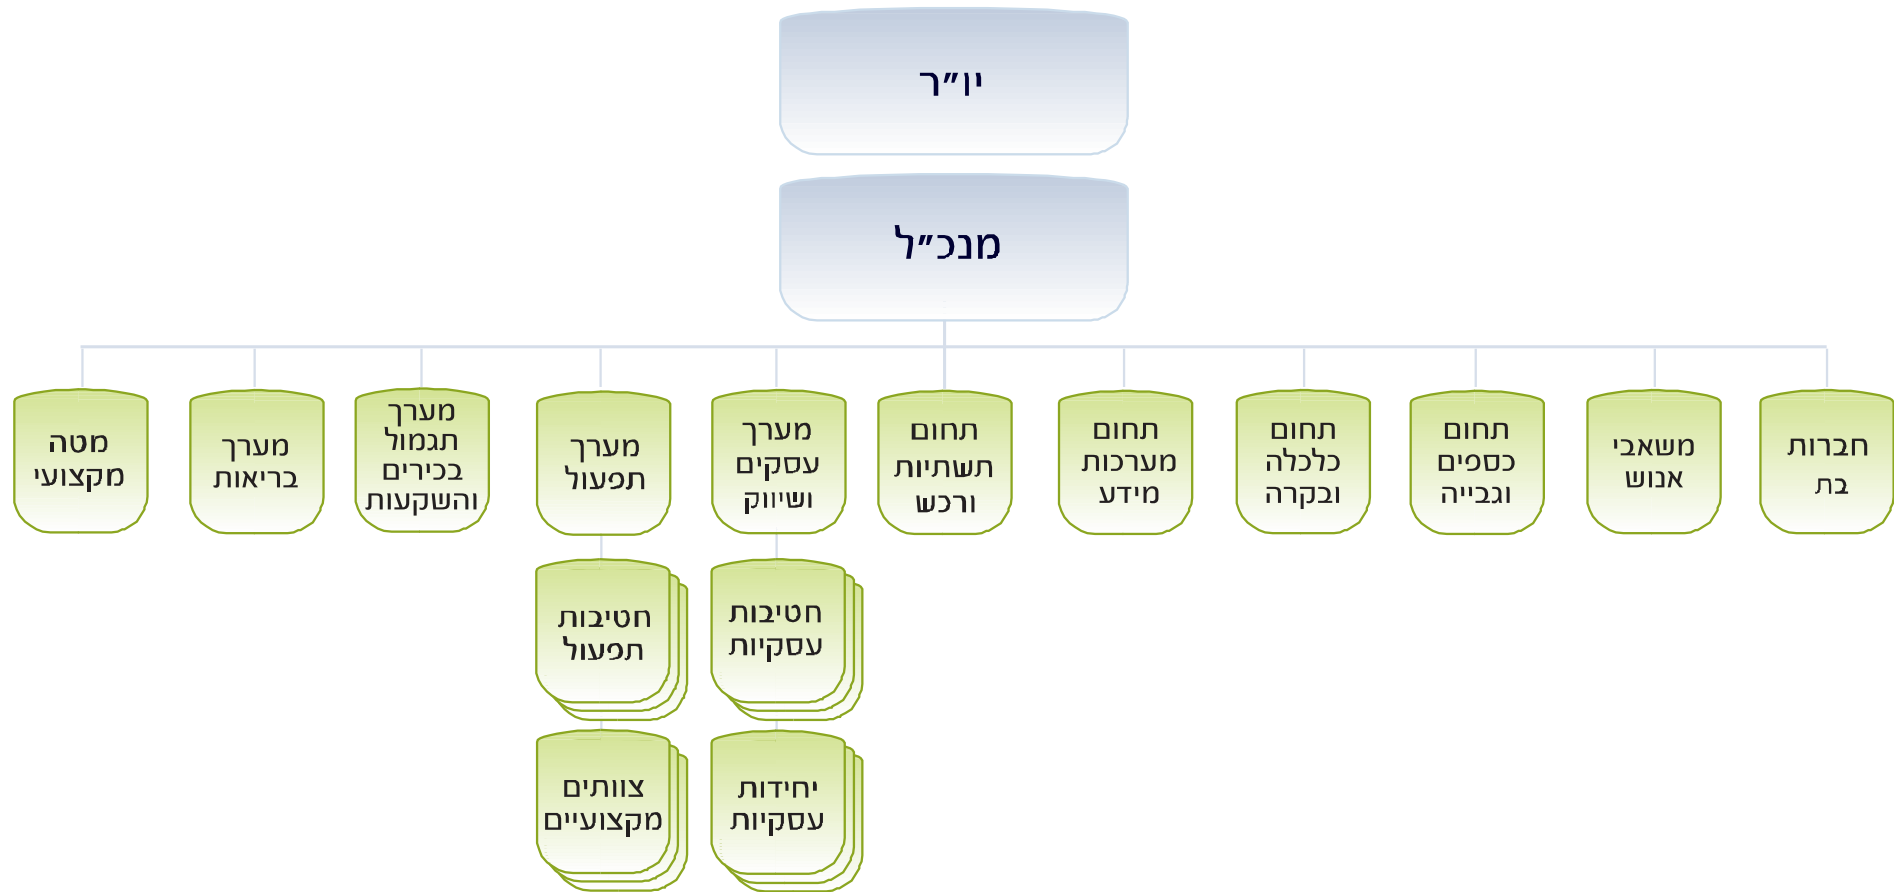 יו״ר
מנכ״ל
חברות
בת
משאבי
אנוש
תחום
כספים
וגבייה
תחום
כלכלה
ובקרה
תחום
מערכות
מידע
תחום
תשתיות
ורכש
מערך
עסקים
ושיווק
מערך
תפעול
מערך
תגמול
בכירים
והשקעות
מערך
בריאות
מטה
מקצועי
חטיבות
עסקיות
חטיבות
תפעול
יחידות
עסקיות
צוותים
מקצועיים